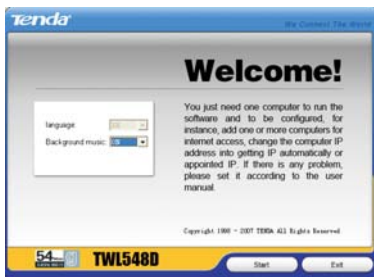 Tenda
We Connect The World
Welcome!
You just need one computer to run the
software and to be configured, for
instance, add one or more computers for
internet access, change the computer IP
address into getting IP automatically or
appointed IP. If there is any problem,
please set it according to the user
manual.
language:
Background music:
Copyright 1998 - 2007 TENDA All Rights Reserved
54
TWL548D
Start
Exit